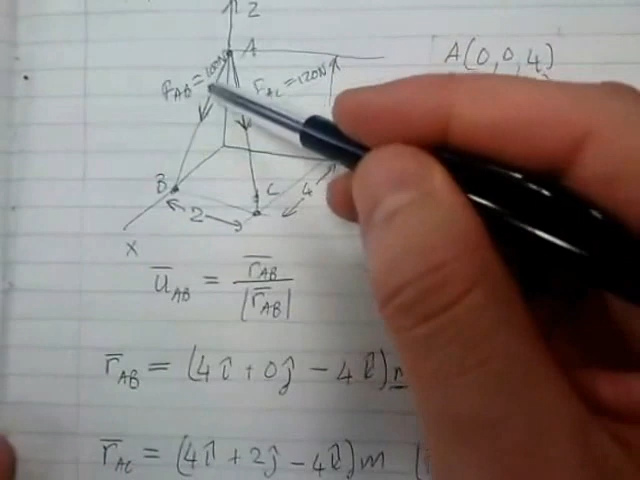 Z
A
A(0,0,4)
F_AB=100N
F_AC=120N
B
C
4
2
X
u̅_AB = r̅_AB / |r̅_AB|
r̅_AB = (4î + 0ĵ - 4k̂)
r̅_AC = (4î + 2ĵ - 4k̂)m